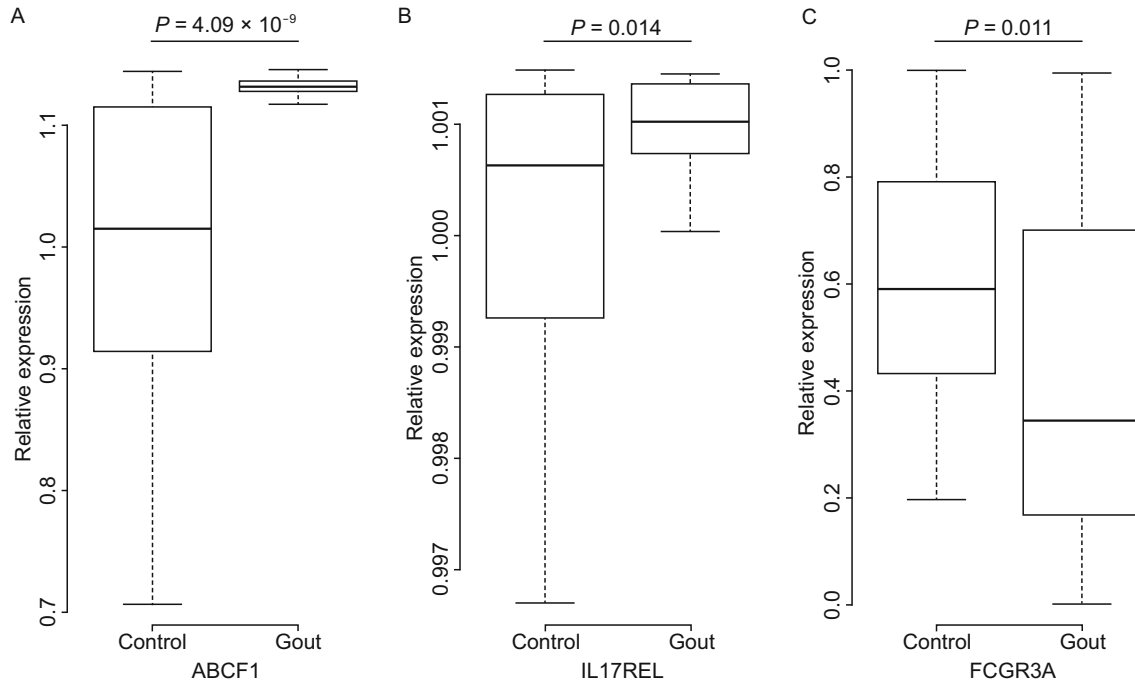 A
P = 4.09 × 10⁻⁹
Relative expression
1.1
1.0
0.9
0.8
0.7
Control
Gout
ABCF1
B
P = 0.014
Relative expression
1.001
1.000
0.999
0.998
0.997
Control
Gout
IL17REL
C
P = 0.011
Relative expression
1.0
0.8
0.6
0.4
0.2
0.0
Control
Gout
FCGR3A